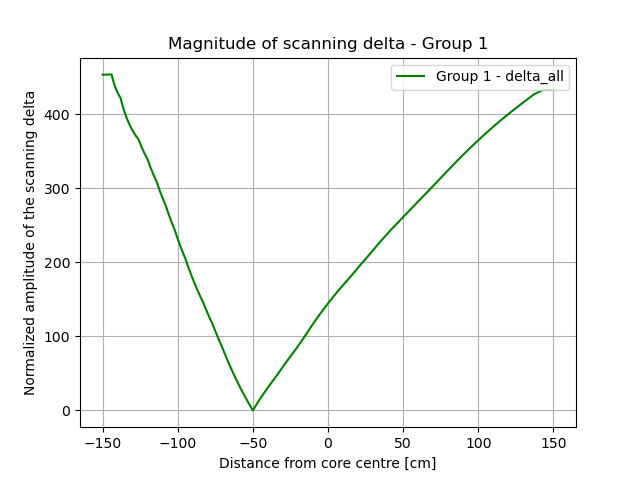 Magnitude of scanning delta - Group 1
Group 1 - delta_all
Normalized amplitude of the scanning delta
400
300
200
100
0
−150 −100 −50 0 50 100 150
Distance from core centre [cm]